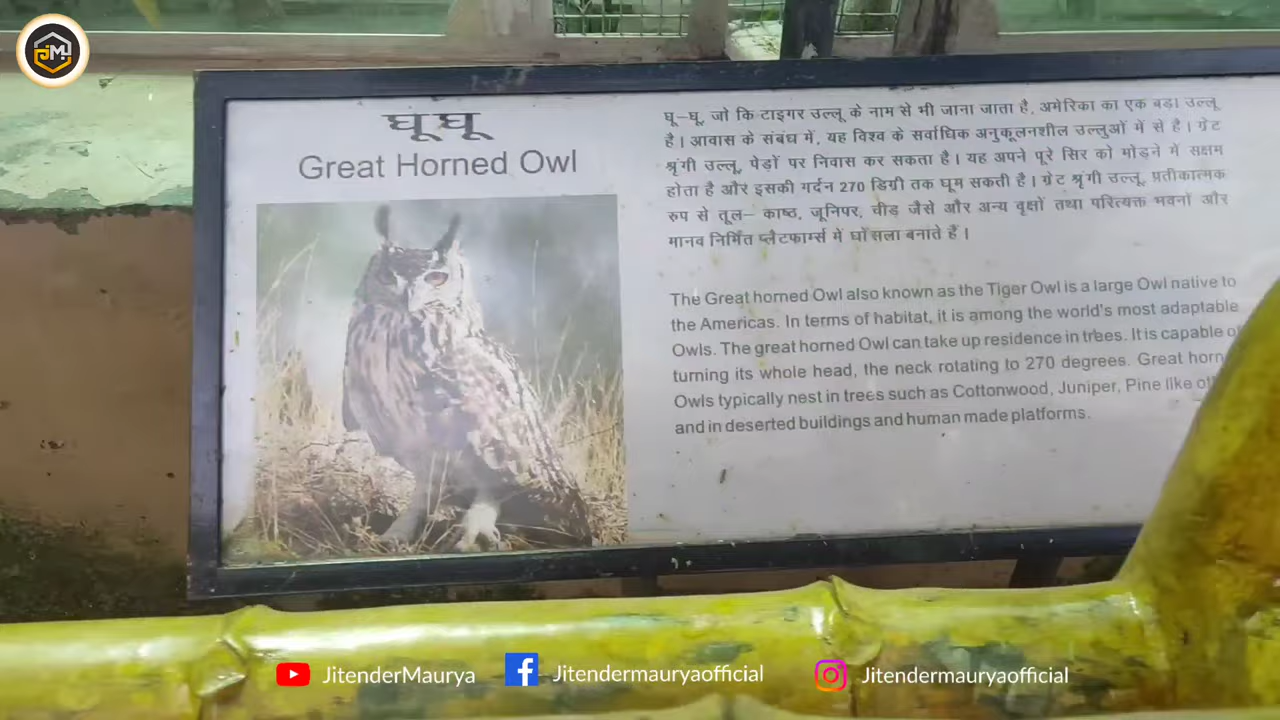 JM
घूघू
Great Horned Owl
घू–घू, जो कि टाइगर उल्लू के नाम से भी जाना जाता है, अमेरिका का एक बड़ा उल्लू
है। आवास के संबंध में, यह विश्व के सर्वाधिक अनुकूलनशील उल्लुओं में से है। ग्रेट
श्रृंगी उल्लू, पेड़ों पर निवास कर सकता है। यह अपने पूरे सिर को मोड़ने में सक्षम
होता है और इसकी गर्दन 270 डिग्री तक घूम सकती है। ग्रेट श्रृंगी उल्लू, प्रतीकात्मक
रुप से तूल– काष्ठ, जूनिपर, चीड़ जैसे और अन्य वृक्षों तथा परित्यक्त भवनों और
मानव निर्मित प्लैटफार्म्स में घोंसला बनाते हैं।
The Great horned Owl also known as the Tiger Owl is a large Owl native to
the Americas. In terms of habitat, it is among the world's most adaptable
Owls. The great horned Owl can take up residence in trees. It is capable
turning its whole head, the neck rotating to 270 degrees. Great
Owls typically nest in trees such as Cottonwood, Juniper, Pine like
and in deserted buildings and human made platforms.
JitenderMaurya
Jitendermauryaofficial
Jitendermauryaofficial